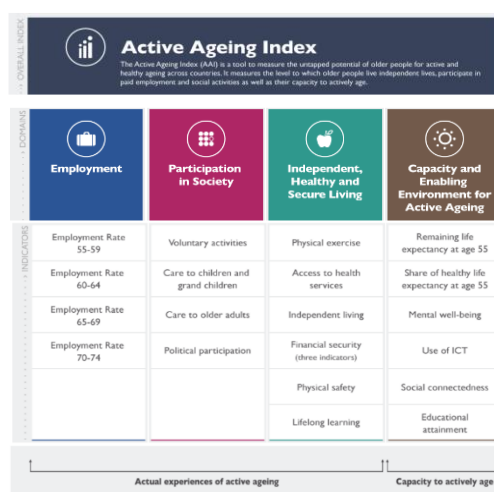 OVERALL INDEX
Active Ageing Index
The Active Ageing Index (AAI) is a tool to measure the untapped potential of older people for active and
healthy ageing across countries. It measures the level to which older people live independent lives, participate in
paid employment and social activities as well as their capacity to actively age.
DOMAINS
Employment
Participation
in Society
Independent,
Healthy and
Secure Living
Capacity and
Enabling
Environment for
Active Ageing
INDICATORS
Employment Rate
55-59
Employment Rate
60-64
Employment Rate
65-69
Employment Rate
70-74
Voluntary activities
Care to children and
grand children
Care to older adults
Political participation
Physical exercise
Access to health
services
Independent living
Financial security
(three indicators)
Physical safety
Lifelong learning
Remaining life
expectancy at age 55
Share of healthy life
expectancy at age 55
Mental well-being
Use of ICT
Social connectedness
Educational
attainment
Actual experiences of active ageing
Capacity to actively age